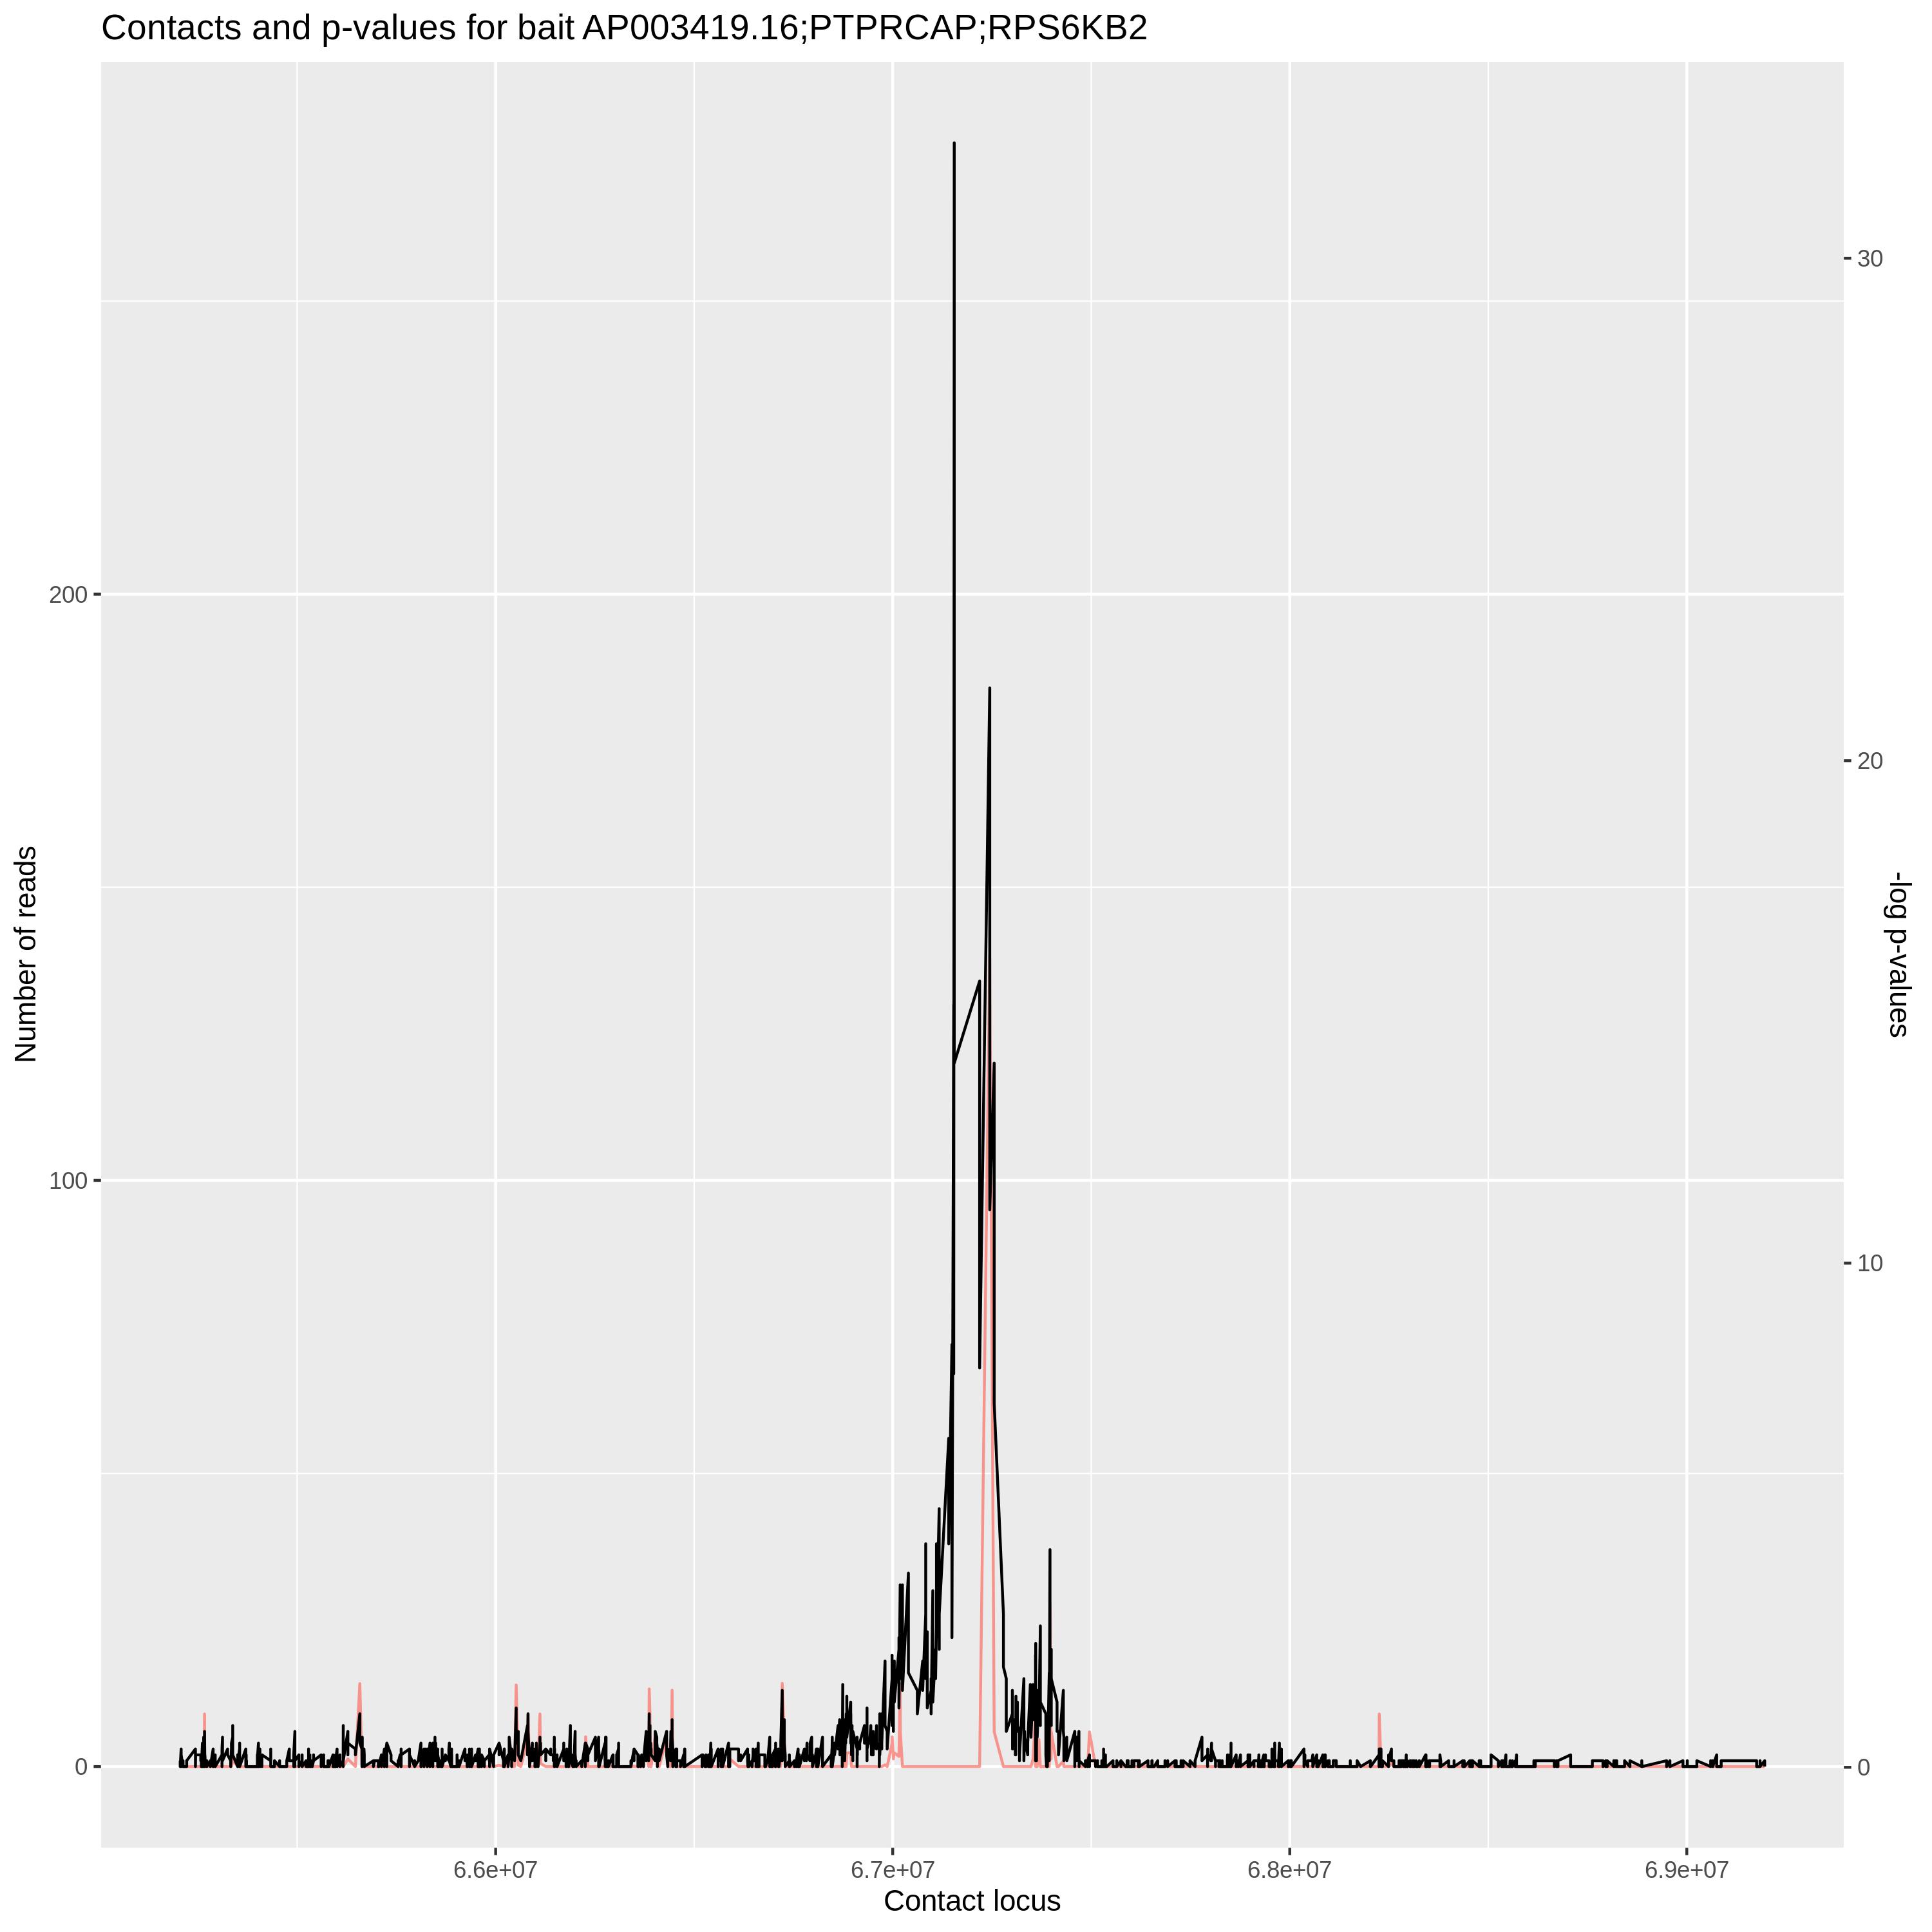 Contacts and p-values for bait AP003419.16;PTPRCAP;RPS6KB2
Number of reads
200
100
0
30
20
10
0
-log p-values
6.6e+07
6.7e+07
6.8e+07
6.9e+07
Contact locus